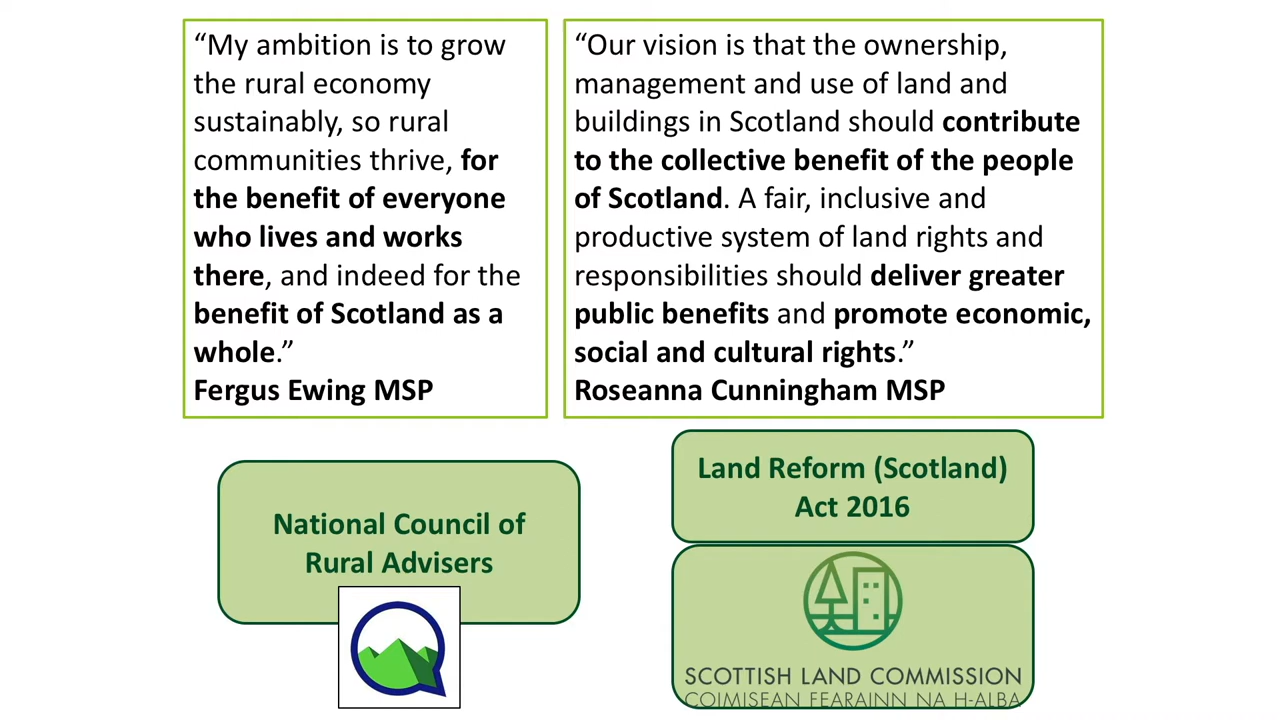 “My ambition is to grow
the rural economy
sustainably, so rural
communities thrive, for
the benefit of everyone
who lives and works
there, and indeed for the
benefit of Scotland as a
whole.”
Fergus Ewing MSP
“Our vision is that the ownership,
management and use of land and
buildings in Scotland should contribute
to the collective benefit of the people
of Scotland. A fair, inclusive and
productive system of land rights and
responsibilities should deliver greater
public benefits and promote economic,
social and cultural rights.”
Roseanna Cunningham MSP
National Council of
Rural Advisers
Land Reform (Scotland)
Act 2016
SCOTTISH LAND COMMISSION
COIMISEAN FEARAINN NA H-ALBA